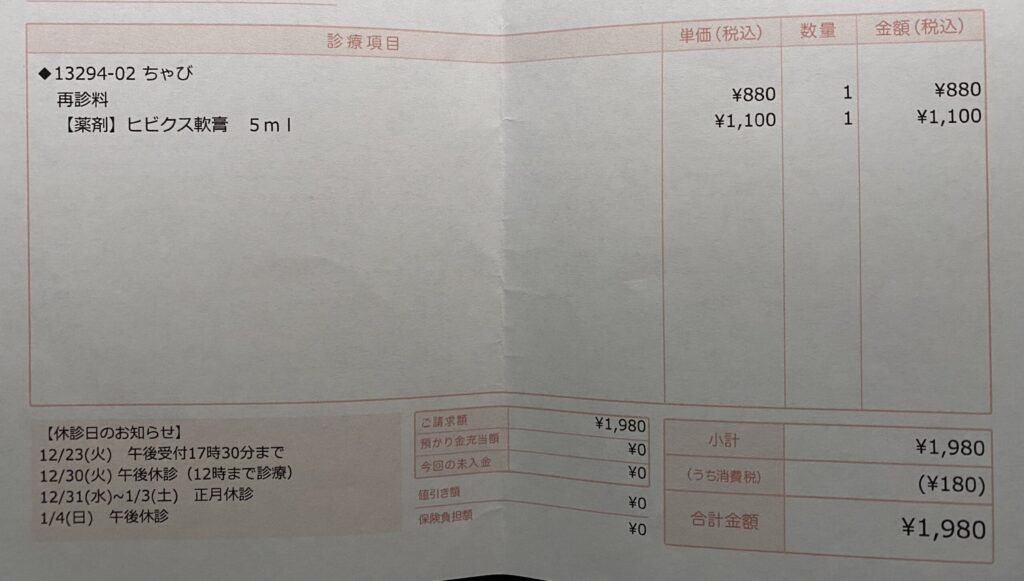 診療項目 単価(税込) 数量 金額(税込)
◆13294-02 ちゃび
再診料 ¥880 1 ¥880
【薬剤】ヒビクス軟膏 5ml ¥1,100 1 ¥1,100
【休診日のお知らせ】
12/23(火) 午後受付17時30分まで
12/30(火) 午後休診（12時まで診療）
12/31(水)~1/3(土) 正月休診
1/4(日) 午後休診
ご請求額 ¥1,980
預かり金充当額 ¥0
今回の未入金 ¥0
値引き額 ¥0
保険負担額 ¥0
小計 ¥1,980
(うち消費税) (¥180)
合計金額 ¥1,980